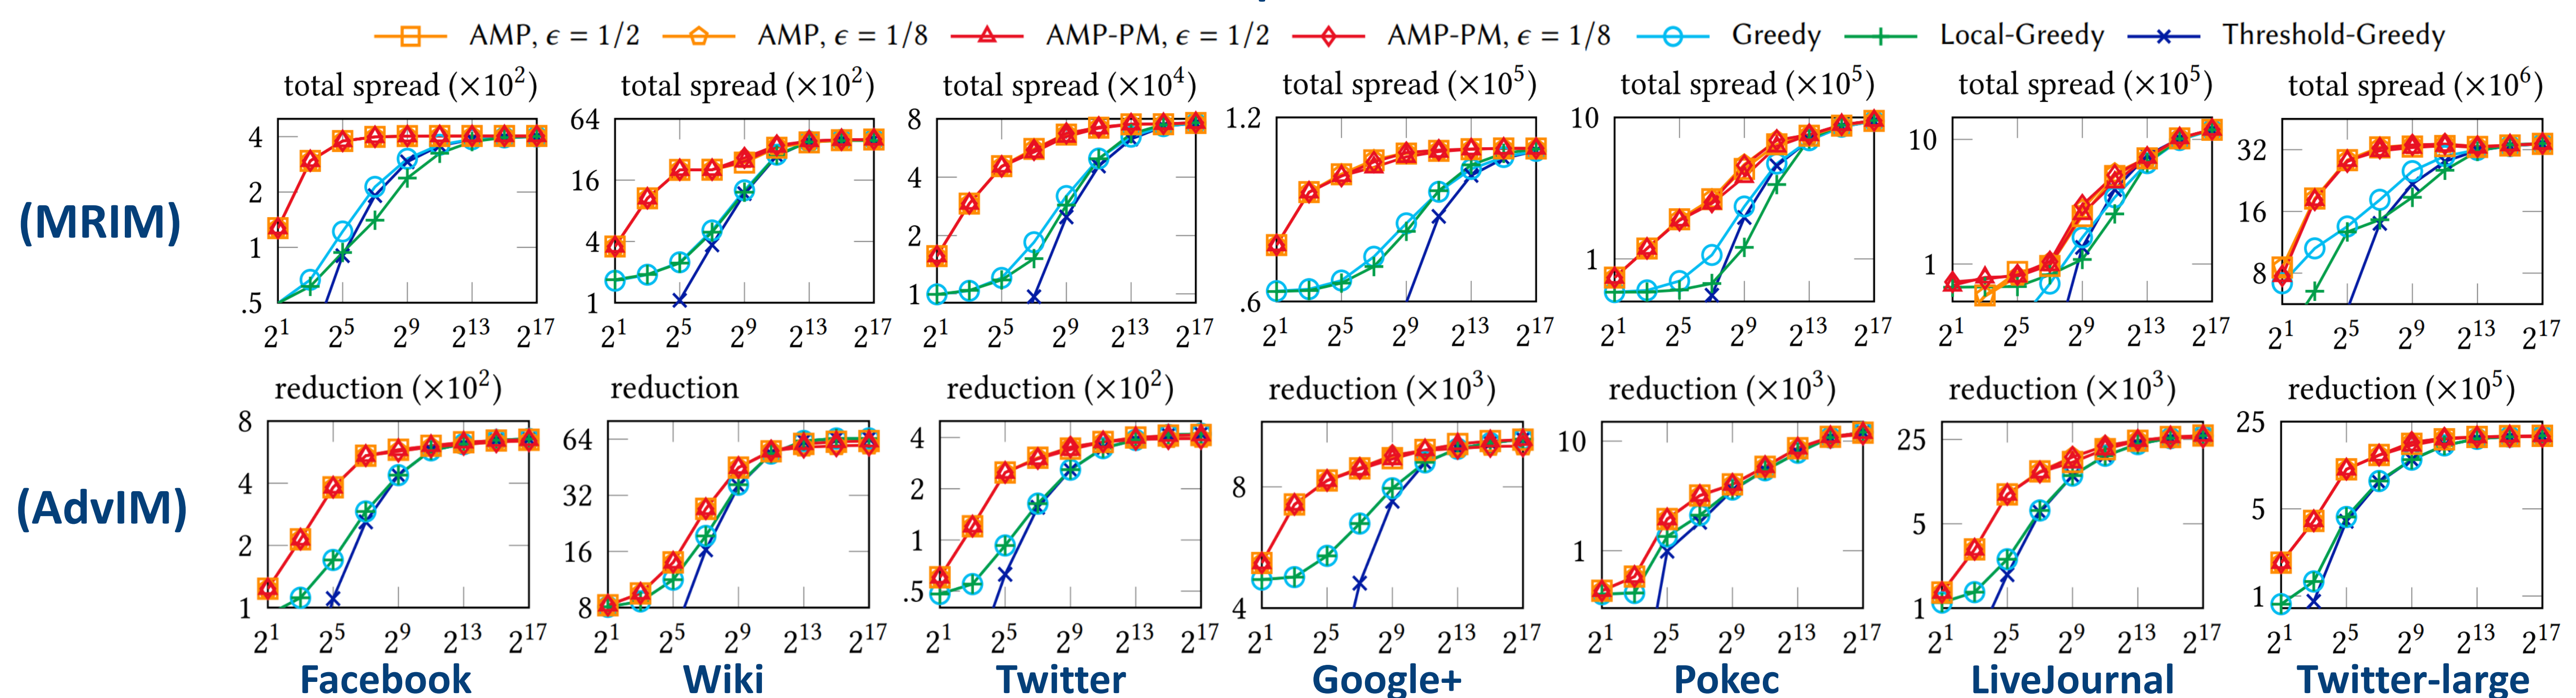 AMP, ϵ = 1/2 AMP, ϵ = 1/8 AMP-PM, ϵ = 1/2 AMP-PM, ϵ = 1/8 Greedy Local-Greedy Threshold-Greedy
total spread (×10²) total spread (×10²) total spread (×10⁴) total spread (×10⁵) total spread (×10⁵) total spread (×10⁵) total spread (×10⁶)
(MRIM)
4 2 1 .5
2¹ 2⁵ 2⁹ 2¹³ 2¹⁷
64 16 4 1
2¹ 2⁵ 2⁹ 2¹³ 2¹⁷
8 4 2 1
2¹ 2⁵ 2⁹ 2¹³ 2¹⁷
1.2 .6
2¹ 2⁵ 2⁹ 2¹³ 2¹⁷
10 1
2¹ 2⁵ 2⁹ 2¹³ 2¹⁷
10 1
2¹ 2⁵ 2⁹ 2¹³ 2¹⁷
32 16 8
2¹ 2⁵ 2⁹ 2¹³ 2¹⁷
reduction (×10²) reduction reduction (×10²) reduction (×10³) reduction (×10³) reduction (×10³) reduction (×10⁵)
(AdvIM)
8 4 2 1
2¹ 2⁵ 2⁹ 2¹³ 2¹⁷
64 32 16 8
2¹ 2⁵ 2⁹ 2¹³ 2¹⁷
4 2 1 .5
2¹ 2⁵ 2⁹ 2¹³ 2¹⁷
8 4
2¹ 2⁵ 2⁹ 2¹³ 2¹⁷
10 1
2¹ 2⁵ 2⁹ 2¹³ 2¹⁷
25 5 1
2¹ 2⁵ 2⁹ 2¹³ 2¹⁷
25 5 1
2¹ 2⁵ 2⁹ 2¹³ 2¹⁷
Facebook Wiki Twitter Google+ Pokec LiveJournal Twitter-large